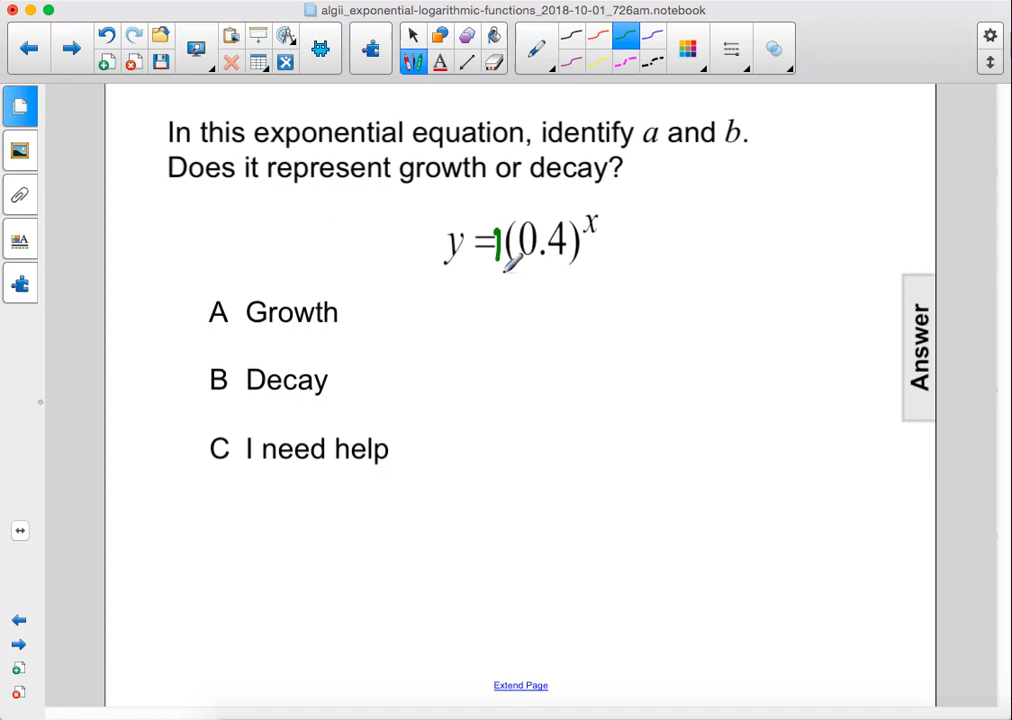 algii_exponential-logarithmic-functions_2018-10-01_726am.notebook
A
A
In this exponential equation, identify a and b.
Does it represent growth or decay?
y = 1(0.4)^x
A Growth
B Decay
C I need help
Answer
Extend Page